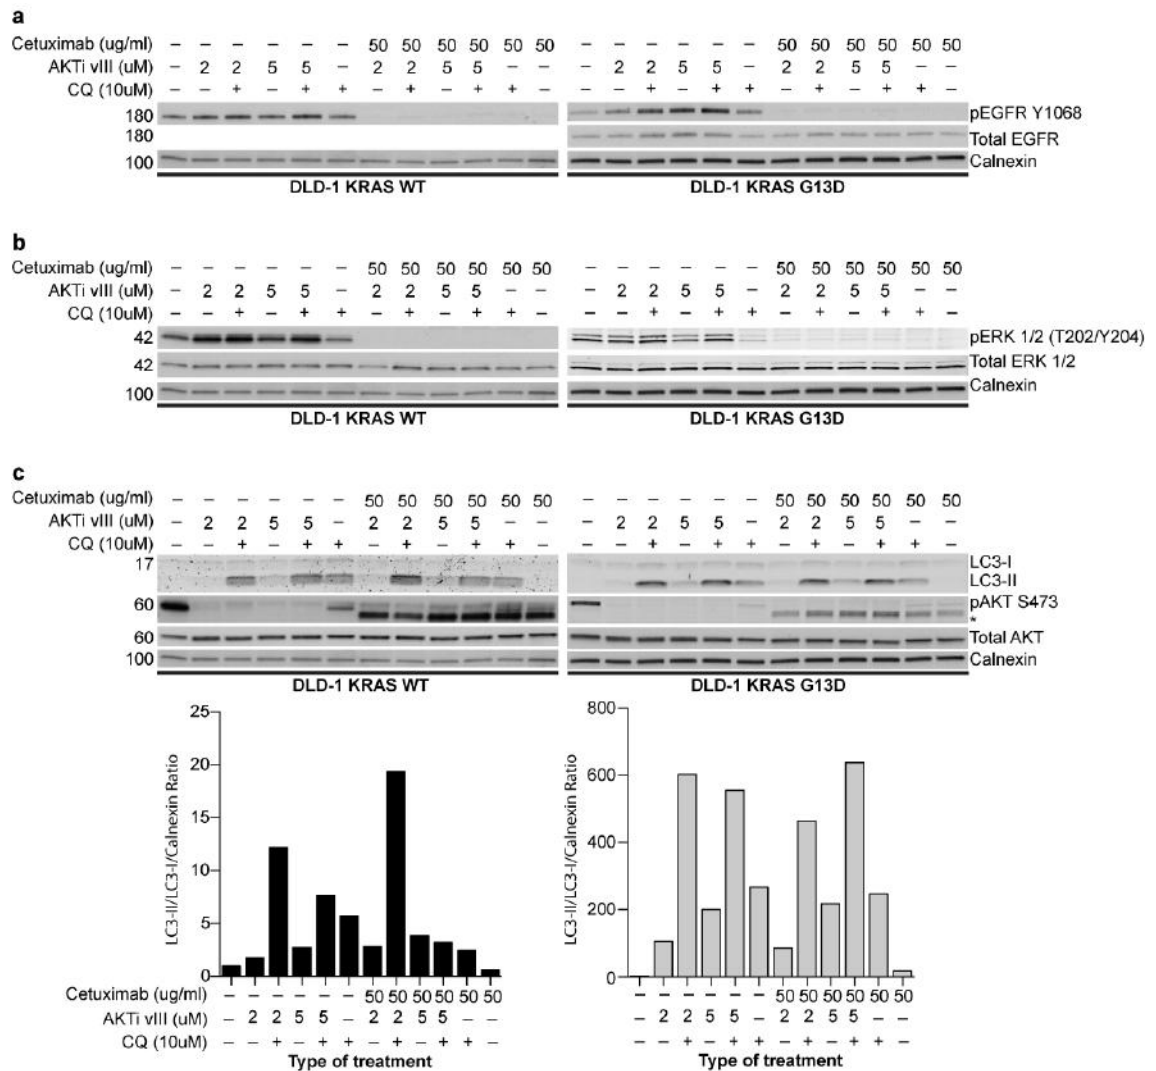 a
Cetuximab (ug/ml) – – – – – – 50 50 50 50 50 50 – – – – – – 50 50 50 50 50 50
AKTi vIII (uM) – 2 2 5 5 – 2 2 5 5 – – – 2 2 5 5 – 2 2 5 5 – –
CQ (10uM) – – + – + + – + – + + – – – + – + + – + – + + –
180 pEGFR Y1068
180 Total EGFR
100 Calnexin
DLD-1 KRAS WT DLD-1 KRAS G13D
b
Cetuximab (ug/ml) – – – – – – 50 50 50 50 50 50 – – – – – – 50 50 50 50 50 50
AKTi vIII (uM) – 2 2 5 5 – 2 2 5 5 – – – 2 2 5 5 – 2 2 5 5 – –
CQ (10uM) – – + – + + – + – + + – – – + – + + – + – + + –
42 pERK 1/2 (T202/Y204)
42 Total ERK 1/2
100 Calnexin
DLD-1 KRAS WT DLD-1 KRAS G13D
c
Cetuximab (ug/ml) – – – – – – 50 50 50 50 50 50 – – – – – – 50 50 50 50 50 50
AKTi vIII (uM) – 2 2 5 5 – 2 2 5 5 – – – 2 2 5 5 – 2 2 5 5 – –
CQ (10uM) – – + – + + – + – + + – – – + – + + – + – + + –
17 LC3-I
LC3-II
60 pAKT S473
*
60 Total AKT
100 Calnexin
DLD-1 KRAS WT DLD-1 KRAS G13D
LC3-II/LC3-I/Calnexin Ratio
25
20
15
10
5
0
Cetuximab (ug/ml) – – – – – – 50 50 50 50 50 50
AKTi vIII (uM) – 2 2 5 5 – 2 2 5 5 – –
CQ (10uM) – – + – + + – + – + + –
Type of treatment
LC3-II/LC3-I/Calnexin Ratio
800
600
400
200
0
– – – – – – 50 50 50 50 50 50
– 2 2 5 5 – 2 2 5 5 – –
– – + – + + – + – + + –
Type of treatment